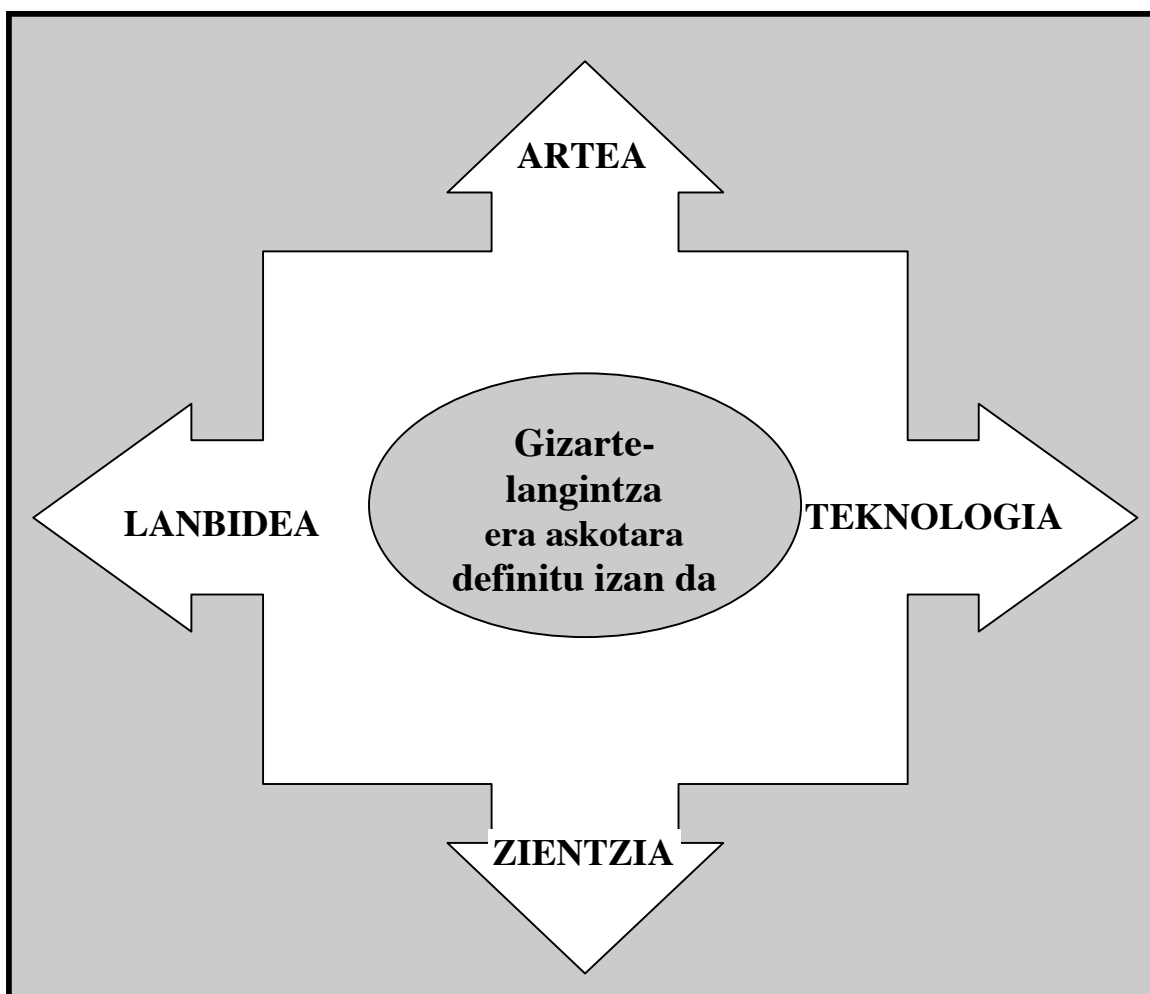 ARTEA
Gizarte-
langintza
era askotara
definitu izan da
LANBIDEA
TEKNOLOGIA
ZIENTZIA